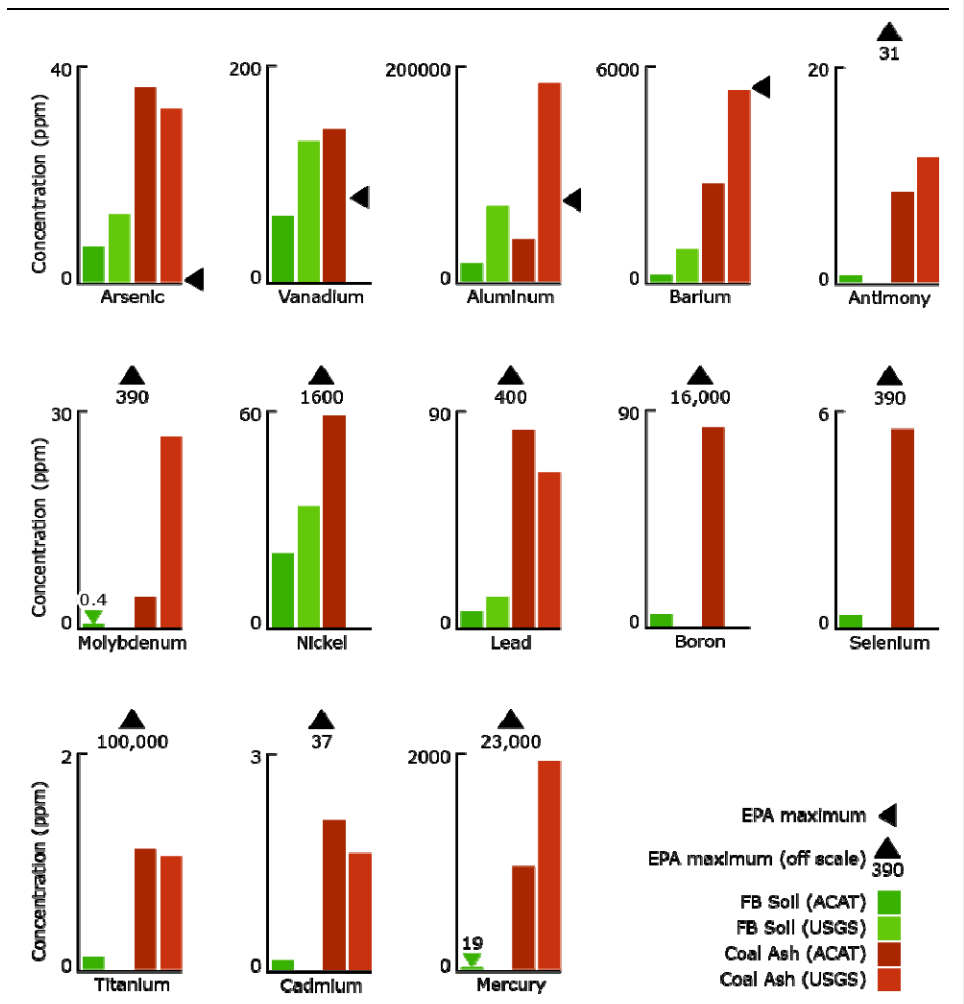 31
40
200
200000
6000
20
Concentration (ppm)
0
0
0
0
0
Arsenic
Vanadium
Aluminum
Barium
Antimony
390
1600
400
16,000
390
30
60
90
90
6
Concentration (ppm)
0.4
0
0
0
0
0
Molybdenum
Nickel
Lead
Boron
Selenium
100,000
37
23,000
2
3
2000
Concentration (ppm)
19
0
0
0
Titanium
Cadmium
Mercury
EPA maximum
EPA maximum (off scale)
390
FB Soil (ACAT)
FB Soil (USGS)
Coal Ash (ACAT)
Coal Ash (USGS)